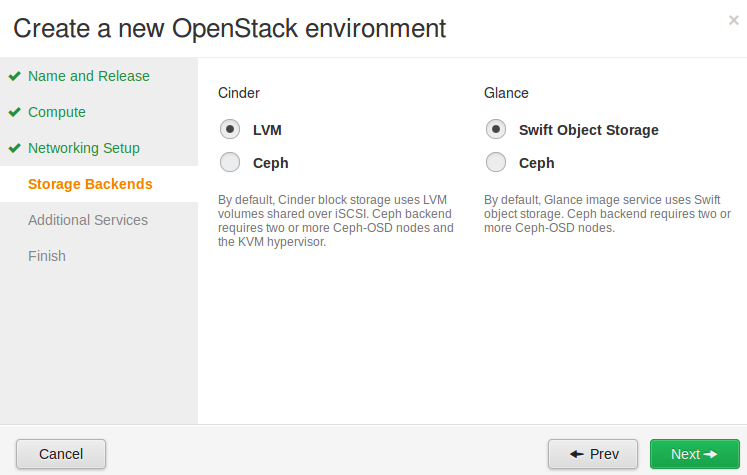 Create a new OpenStack environment
×
Name and Release
Compute
Networking Setup
Storage Backends
Additional Services
Finish
Cinder
LVM
Ceph
By default, Cinder block storage uses LVM
volumes shared over iSCSI. Ceph backend
requires two or more Ceph-OSD nodes and
the KVM hypervisor.
Glance
Swift Object Storage
Ceph
By default, Glance image service uses Swift
object storage. Ceph backend requires two or
more Ceph-OSD nodes.
Cancel
Prev
Next